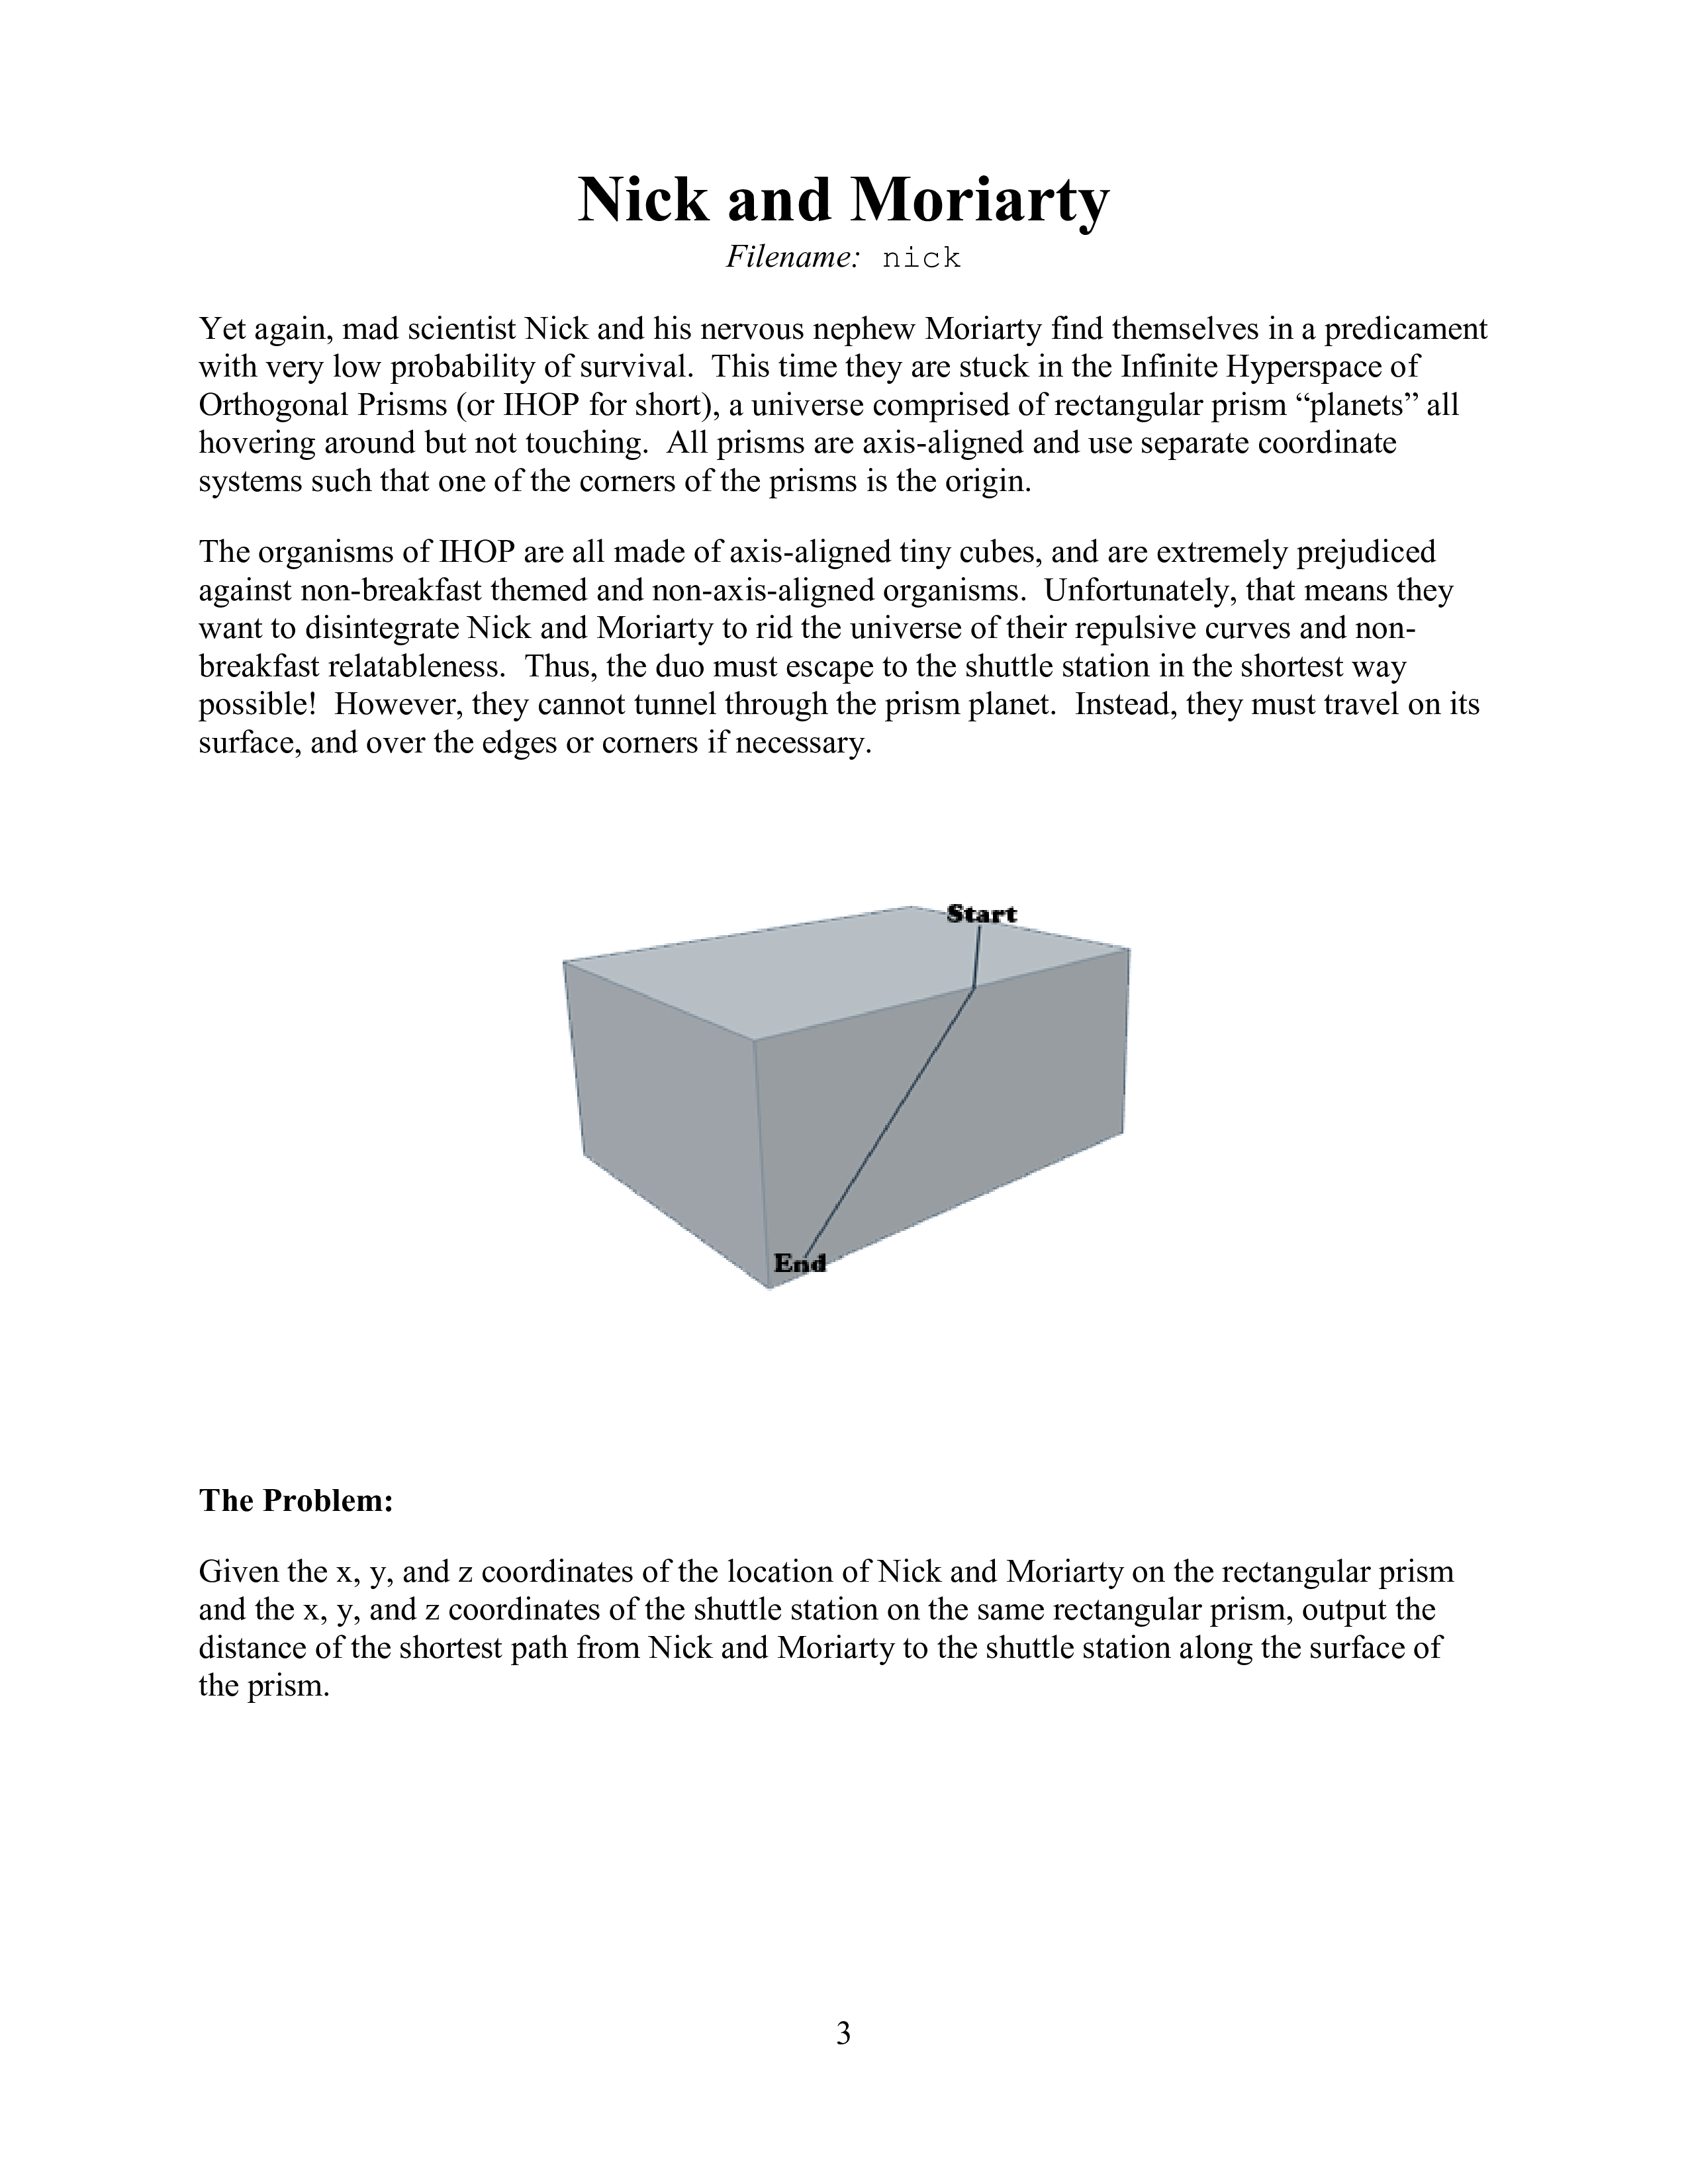 Nick and Moriarty
Filename: nick
Yet again, mad scientist Nick and his nervous nephew Moriarty find themselves in a predicament
with very low probability of survival.  This time they are stuck in the Infinite Hyperspace of
Orthogonal Prisms (or IHOP for short), a universe comprised of rectangular prism “planets” all
hovering around but not touching.  All prisms are axis-aligned and use separate coordinate
systems such that one of the corners of the prisms is the origin.
The organisms of IHOP are all made of axis-aligned tiny cubes, and are extremely prejudiced
against non-breakfast themed and non-axis-aligned organisms.  Unfortunately, that means they
want to disintegrate Nick and Moriarty to rid the universe of their repulsive curves and non-
breakfast relatableness.  Thus, the duo must escape to the shuttle station in the shortest way
possible!  However, they cannot tunnel through the prism planet.  Instead, they must travel on its
surface, and over the edges or corners if necessary.
Start
End
The Problem:
Given the x, y, and z coordinates of the location of Nick and Moriarty on the rectangular prism
and the x, y, and z coordinates of the shuttle station on the same rectangular prism, output the
distance of the shortest path from Nick and Moriarty to the shuttle station along the surface of
the prism.
3